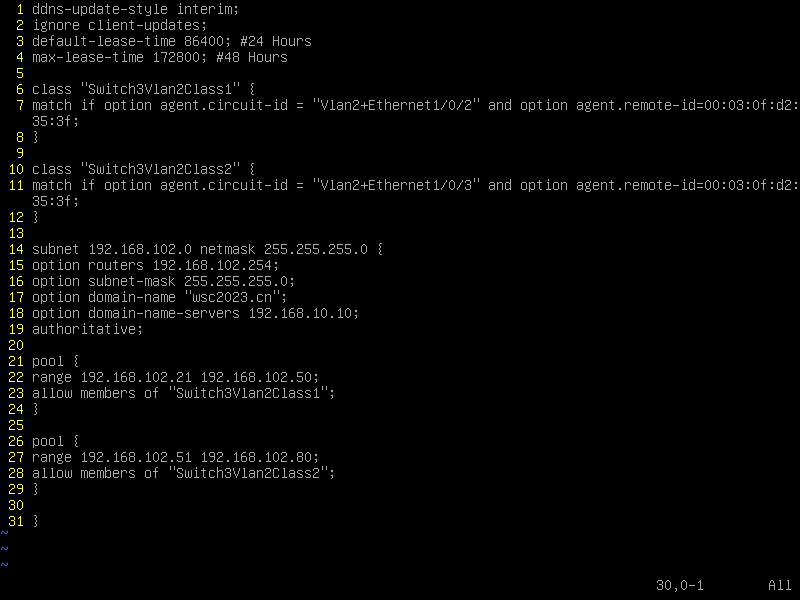 1 ddns-update-style interim;
2 ignore client-updates;
3 default-lease-time 86400; #24 Hours
4 max-lease-time 172800; #48 Hours
5
6 class "Switch3Vlan2Class1" {
7 match if option agent.circuit-id = "Vlan2+Ethernet1/0/2" and option agent.remote-id=00:03:0f:d2:
35:3f;
8 }
9
10 class "Switch3Vlan2Class2" {
11 match if option agent.circuit-id = "Vlan2+Ethernet1/0/3" and option agent.remote-id=00:03:0f:d2:
35:3f;
12 }
13
14 subnet 192.168.102.0 netmask 255.255.255.0 {
15 option routers 192.168.102.254;
16 option subnet-mask 255.255.255.0;
17 option domain-name "wsc2023.cn";
18 option domain-name-servers 192.168.10.10;
19 authoritative;
20
21 pool {
22 range 192.168.102.21 192.168.102.50;
23 allow members of "Switch3Vlan2Class1";
24 }
25
26 pool {
27 range 192.168.102.51 192.168.102.80;
28 allow members of "Switch3Vlan2Class2";
29 }
30
31 }
~
~
~
30,0-1 All